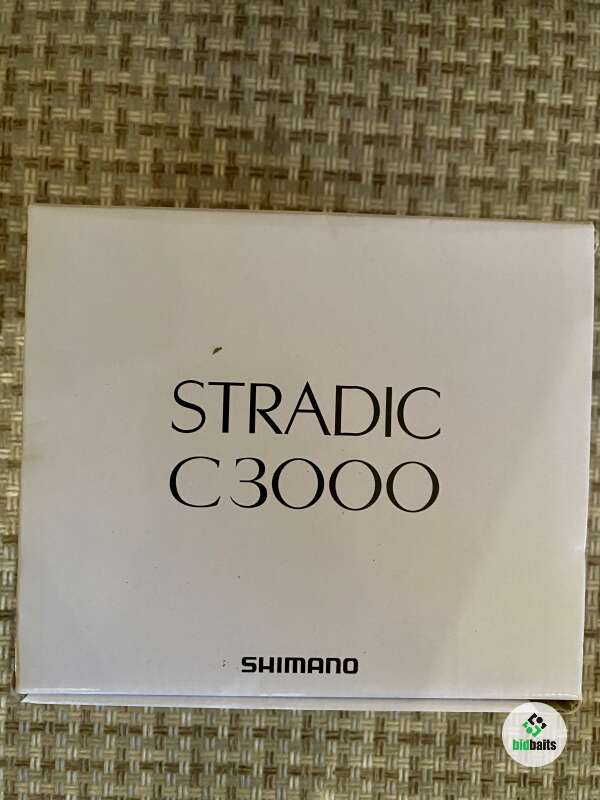 STRADIC
C3000
SHIMANO
bidbaits